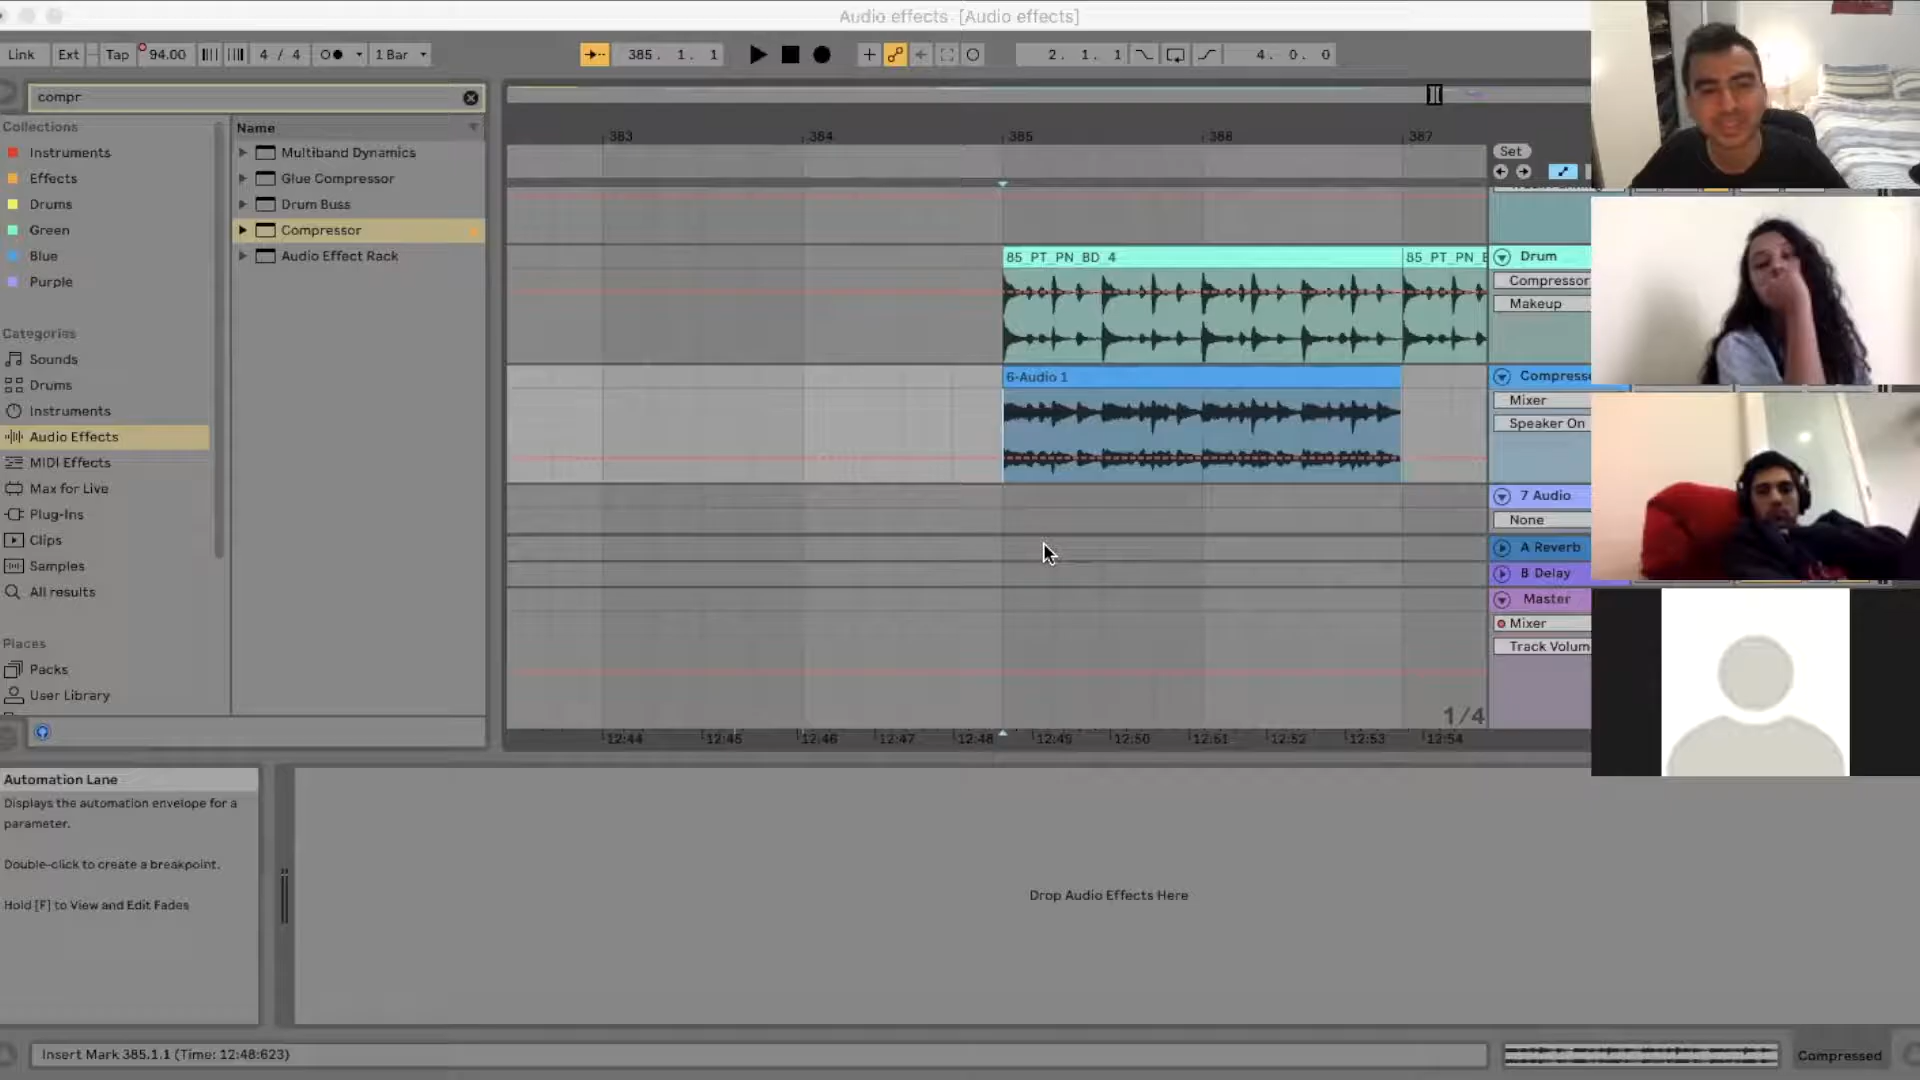 Audio effects [Audio effects]
Link Ext Tap 94.00 4 / 4 1 Bar 385. 1. 1 2. 1. 1 4. 0. 0
compr
Collections
Instruments
Effects
Drums
Green
Blue
Purple
Categories
Sounds
Drums
Instruments
Audio Effects
MIDI Effects
Max for Live
Plug-Ins
Clips
Samples
All results
Places
Packs
User Library
Name
Multiband Dynamics
Glue Compressor
Drum Buss
Compressor
Audio Effect Rack
383 384 385 386 387
85_PT_PN_BD_4 85_PT_PN_B
6-Audio 1
1/4
12:44 12:45 12:46 12:47 12:48 12:49 12:50 12:51 12:52 12:53 12:54
Set
Drum
Compressor
Makeup
Compresse
Mixer
Speaker On
7 Audio
None
A Reverb
B Delay
Master
Mixer
Track Volum
Automation Lane
Displays the automation envelope for a
parameter.
Double-click to create a breakpoint.
Hold [F] to View and Edit Fades
Drop Audio Effects Here
Insert Mark 385.1.1 (Time: 12:48:623)
Compressed